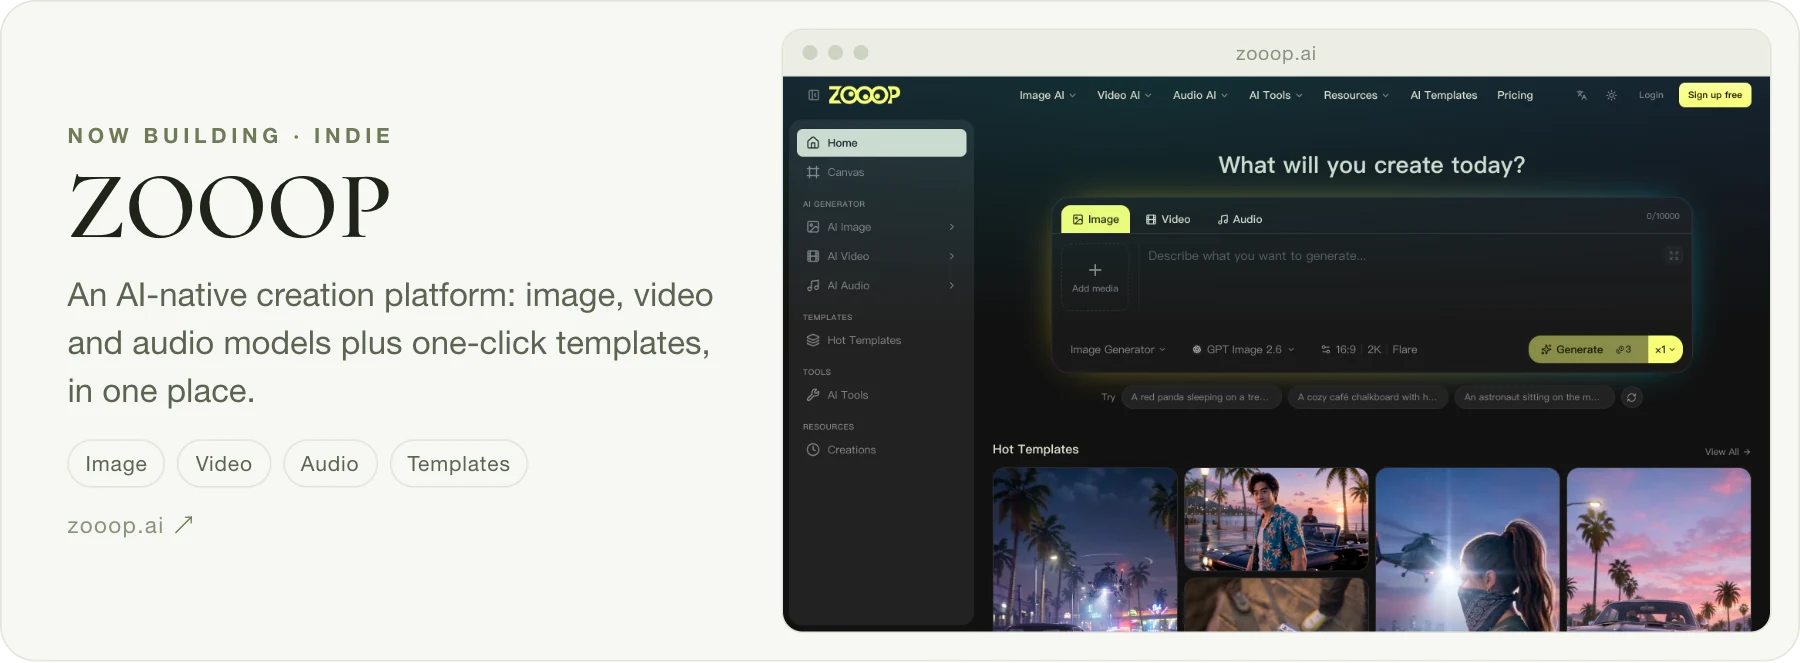 NOW BUILDING · INDIE
ZOOOP
An AI-native creation platform: image, video
and audio models plus one-click templates,
in one place.
Image
Video
Audio
Templates
zooop.ai ↗
zooop.ai
ZOOOP
Image AI
Video AI
Audio AI
AI Tools
Resources
AI Templates
Pricing
Login
Sign up free
Home
Canvas
AI GENERATOR
AI Image
AI Video
AI Audio
TEMPLATES
Hot Templates
TOOLS
AI Tools
RESOURCES
Creations
What will you create today?
Image
Video
Audio
0/10000
Describe what you want to generate...
Add media
Image Generator
GPT Image 2.6
16:9 | 2K | Flare
Generate
3
x1
Try
A red panda sleeping on a tre...
A cozy café chalkboard with h...
An astronaut sitting on the m...
Hot Templates
View All →